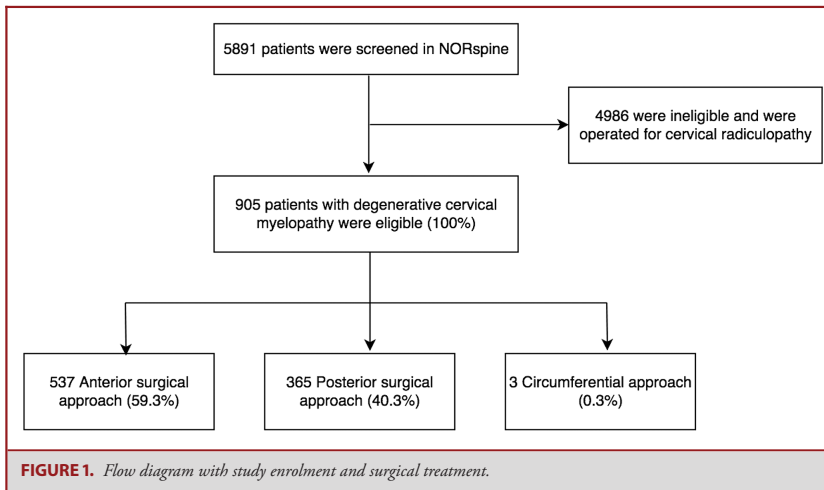 5891 patients were screened in NORspine
4986 were ineligible and were
operated for cervical radiculopathy
905 patients with degenerative cervical
myelopathy were eligible (100%)
537 Anterior surgical
approach (59.3%)
365 Posterior surgical
approach (40.3%)
3 Circumferential approach
(0.3%)
FIGURE 1. Flow diagram with study enrolment and surgical treatment.